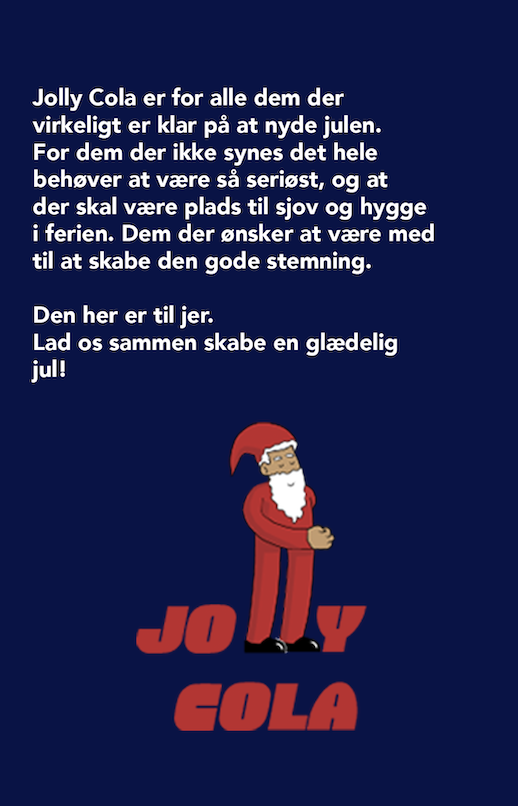 Jolly Cola er for alle dem der
virkeligt er klar på at nyde julen.
For dem der ikke synes det hele
behøver at være så seriøst, og at
der skal være plads til sjov og hygge
i ferien. Dem der ønsker at være med
til at skabe den gode stemning.
Den her er til jer.
Lad os sammen skabe en glædelig
jul!
JOLLY
COLA